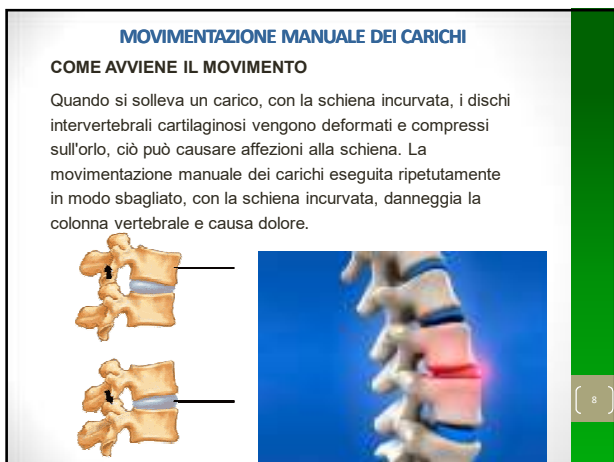 MOVIMENTAZIONE MANUALE DEI CARICHI
COME AVVIENE IL MOVIMENTO
Quando si solleva un carico, con la schiena incurvata, i dischi
intervertebrali cartilaginosi vengono deformati e compressi
sull'orlo, ciò può causare affezioni alla schiena. La
movimentazione manuale dei carichi eseguita ripetutamente
in modo sbagliato, con la schiena incurvata, danneggia la
colonna vertebrale e causa dolore.
8